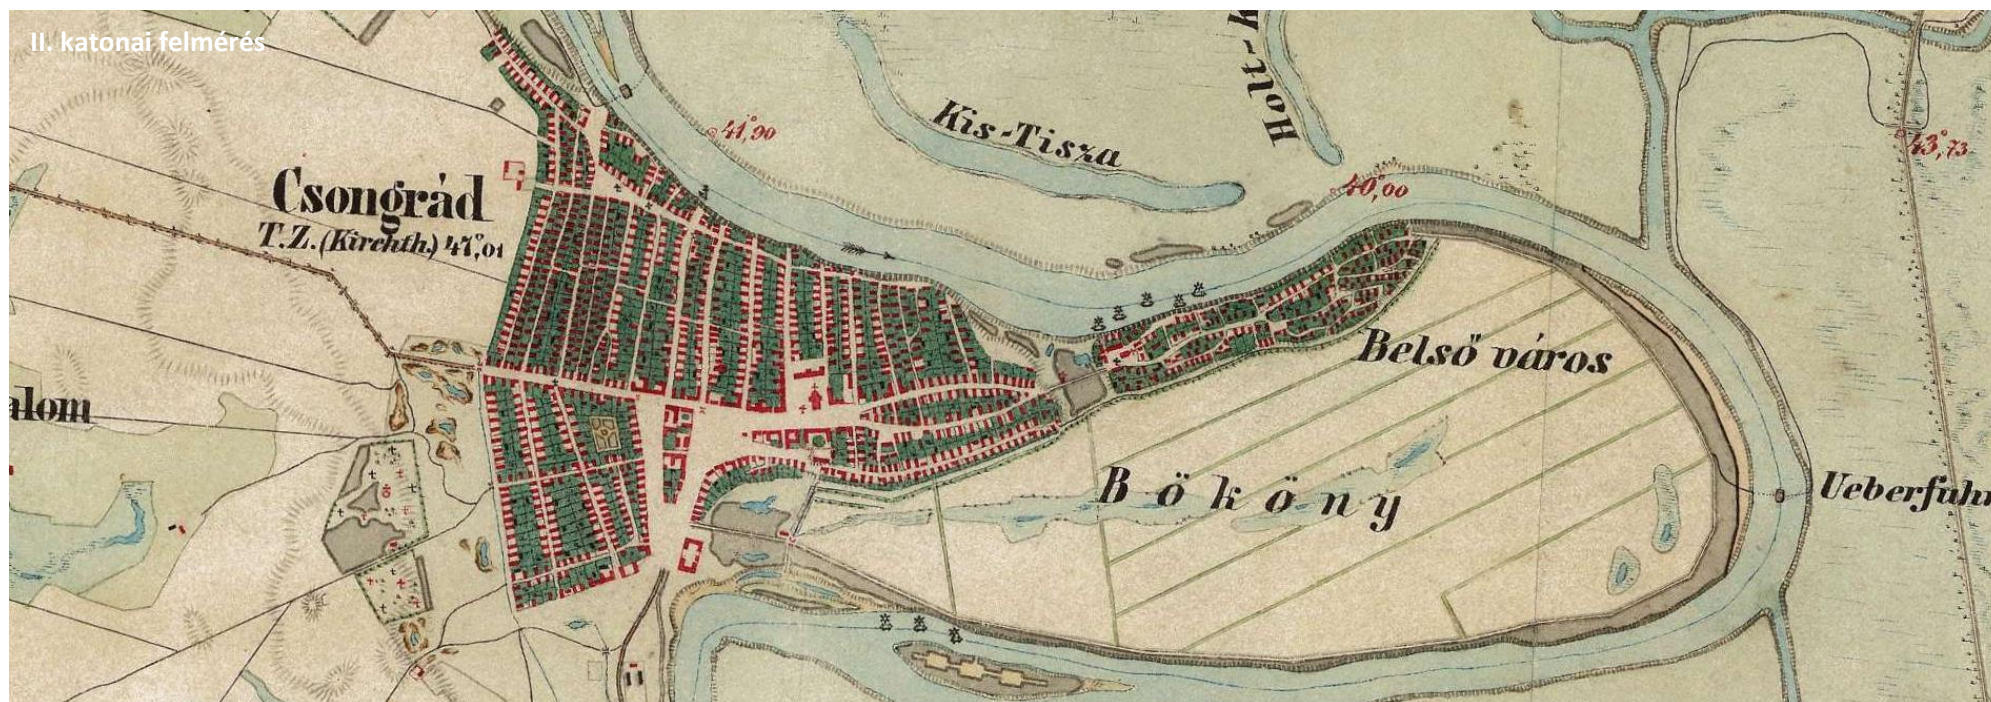 II. katonai felmérés
Holt-K
Kis-Tisza
41°,90
43°,73
40°,00
Csongrád
T.Z.(Kirchth.) 47°,01
Belső város
alom
Bököny
Ueberfuhr